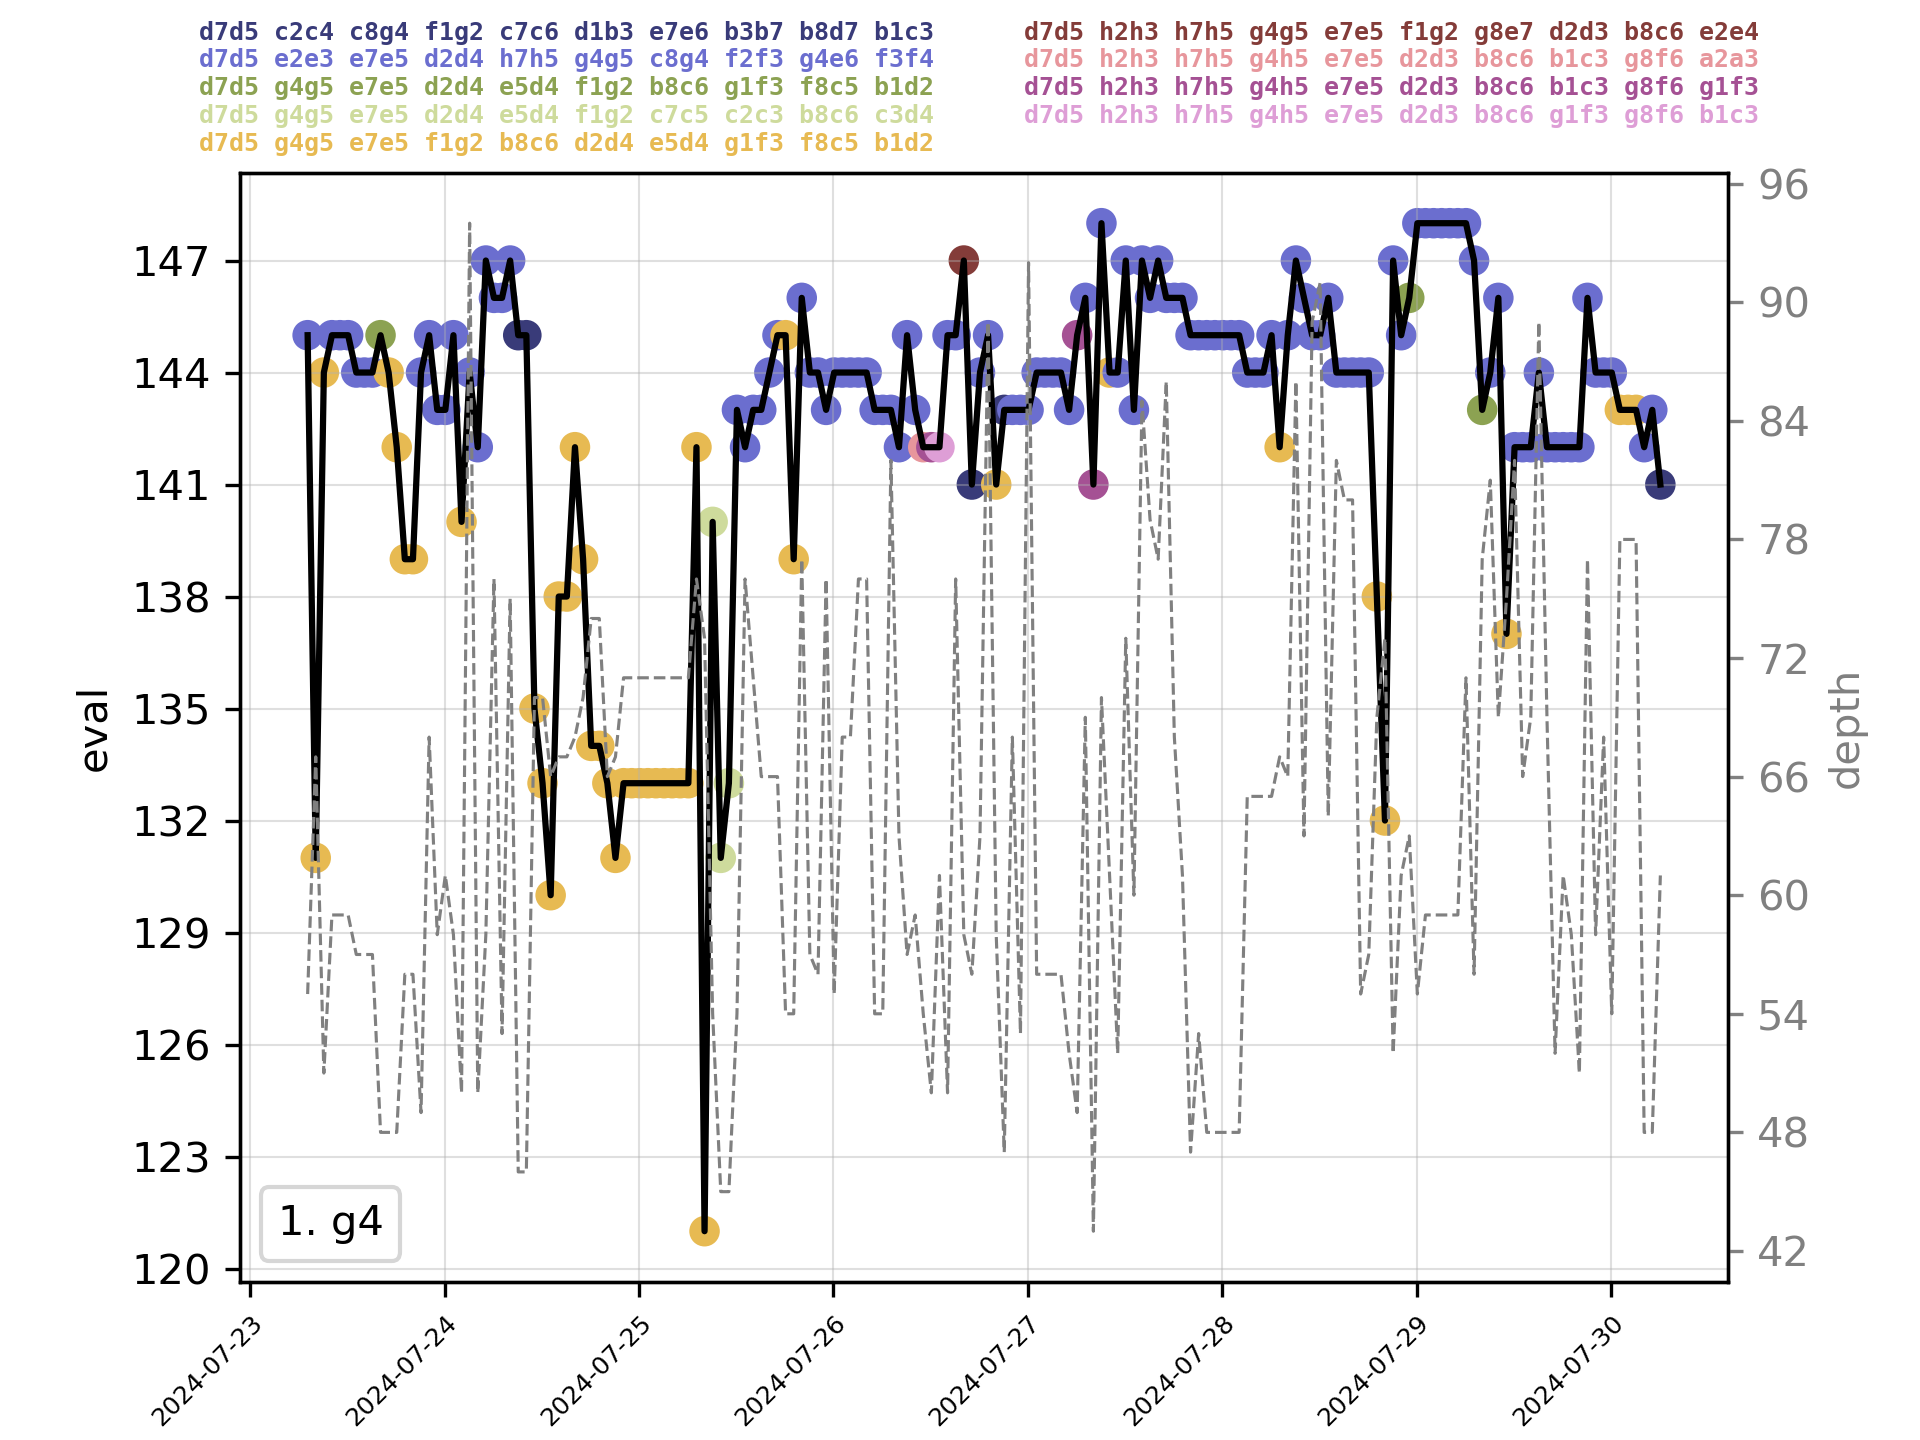 d7d5 c2c4 c8g4 f1g2 c7c6 d1b3 e7e6 b3b7 b8d7 b1c3
d7d5 e2e3 e7e5 d2d4 h7h5 g4g5 c8g4 f2f3 g4e6 f3f4
d7d5 g4g5 e7e5 d2d4 e5d4 f1g2 b8c6 g1f3 f8c5 b1d2
d7d5 g4g5 e7e5 d2d4 e5d4 f1g2 c7c5 c2c3 b8c6 c3d4
d7d5 g4g5 e7e5 f1g2 b8c6 d2d4 e5d4 g1f3 f8c5 b1d2
d7d5 h2h3 h7h5 g4g5 e7e5 f1g2 g8e7 d2d3 b8c6 e2e4
d7d5 h2h3 h7h5 g4h5 e7e5 d2d3 b8c6 b1c3 g8f6 a2a3
d7d5 h2h3 h7h5 g4h5 e7e5 d2d3 b8c6 b1c3 g8f6 g1f3
d7d5 h2h3 h7h5 g4h5 e7e5 d2d3 b8c6 g1f3 g8f6 b1c3
eval
147
144
141
138
135
132
129
126
123
120
1. g4
96
90
84
78
72
66
60
54
48
42
depth
2024-07-23
2024-07-24
2024-07-25
2024-07-26
2024-07-27
2024-07-28
2024-07-29
2024-07-30